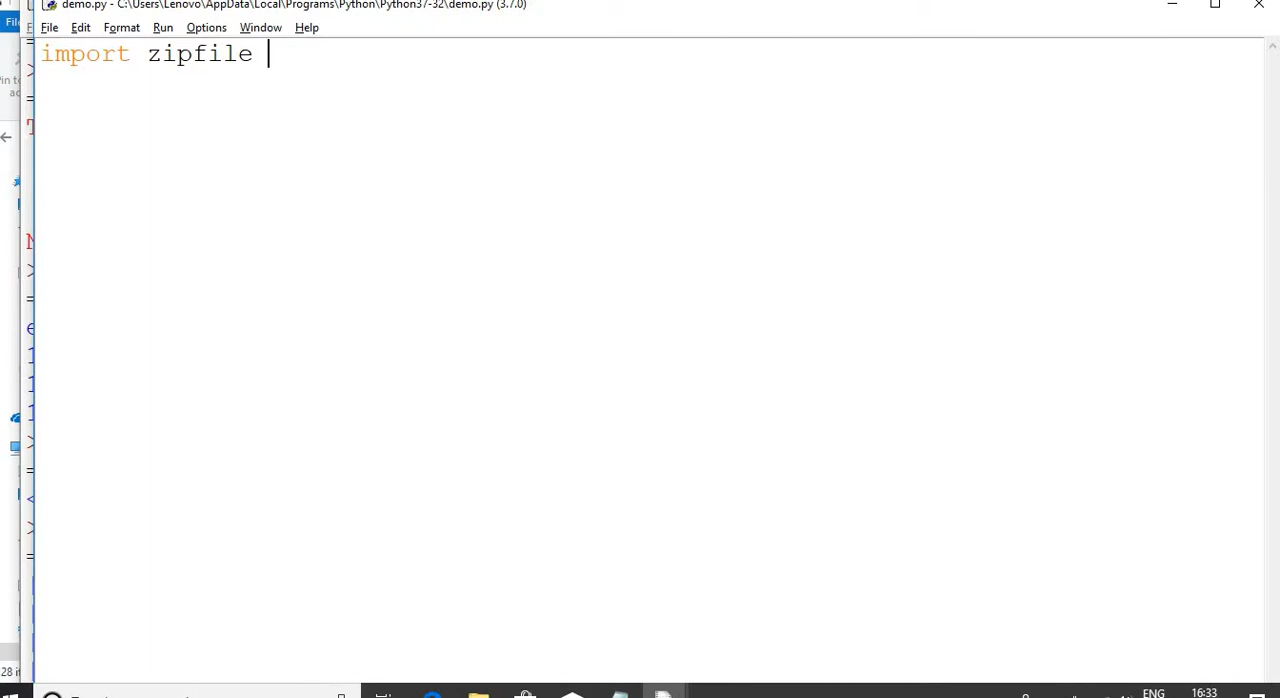 demo.py - C:\Users\Lenovo\AppData\Local\Programs\Python\Python37-32\demo.py (3.7.0)
File Edit Format Run Options Window Help
import zipfile
ENG
16:33